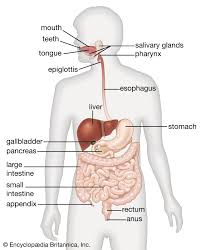 mouth
teeth
tongue
epiglottis
salivary glands
pharynx
esophagus
liver
stomach
gallbladder
pancreas
large
intestine
small
intestine
appendix
rectum
anus
© Encyclopædia Britannica, Inc.